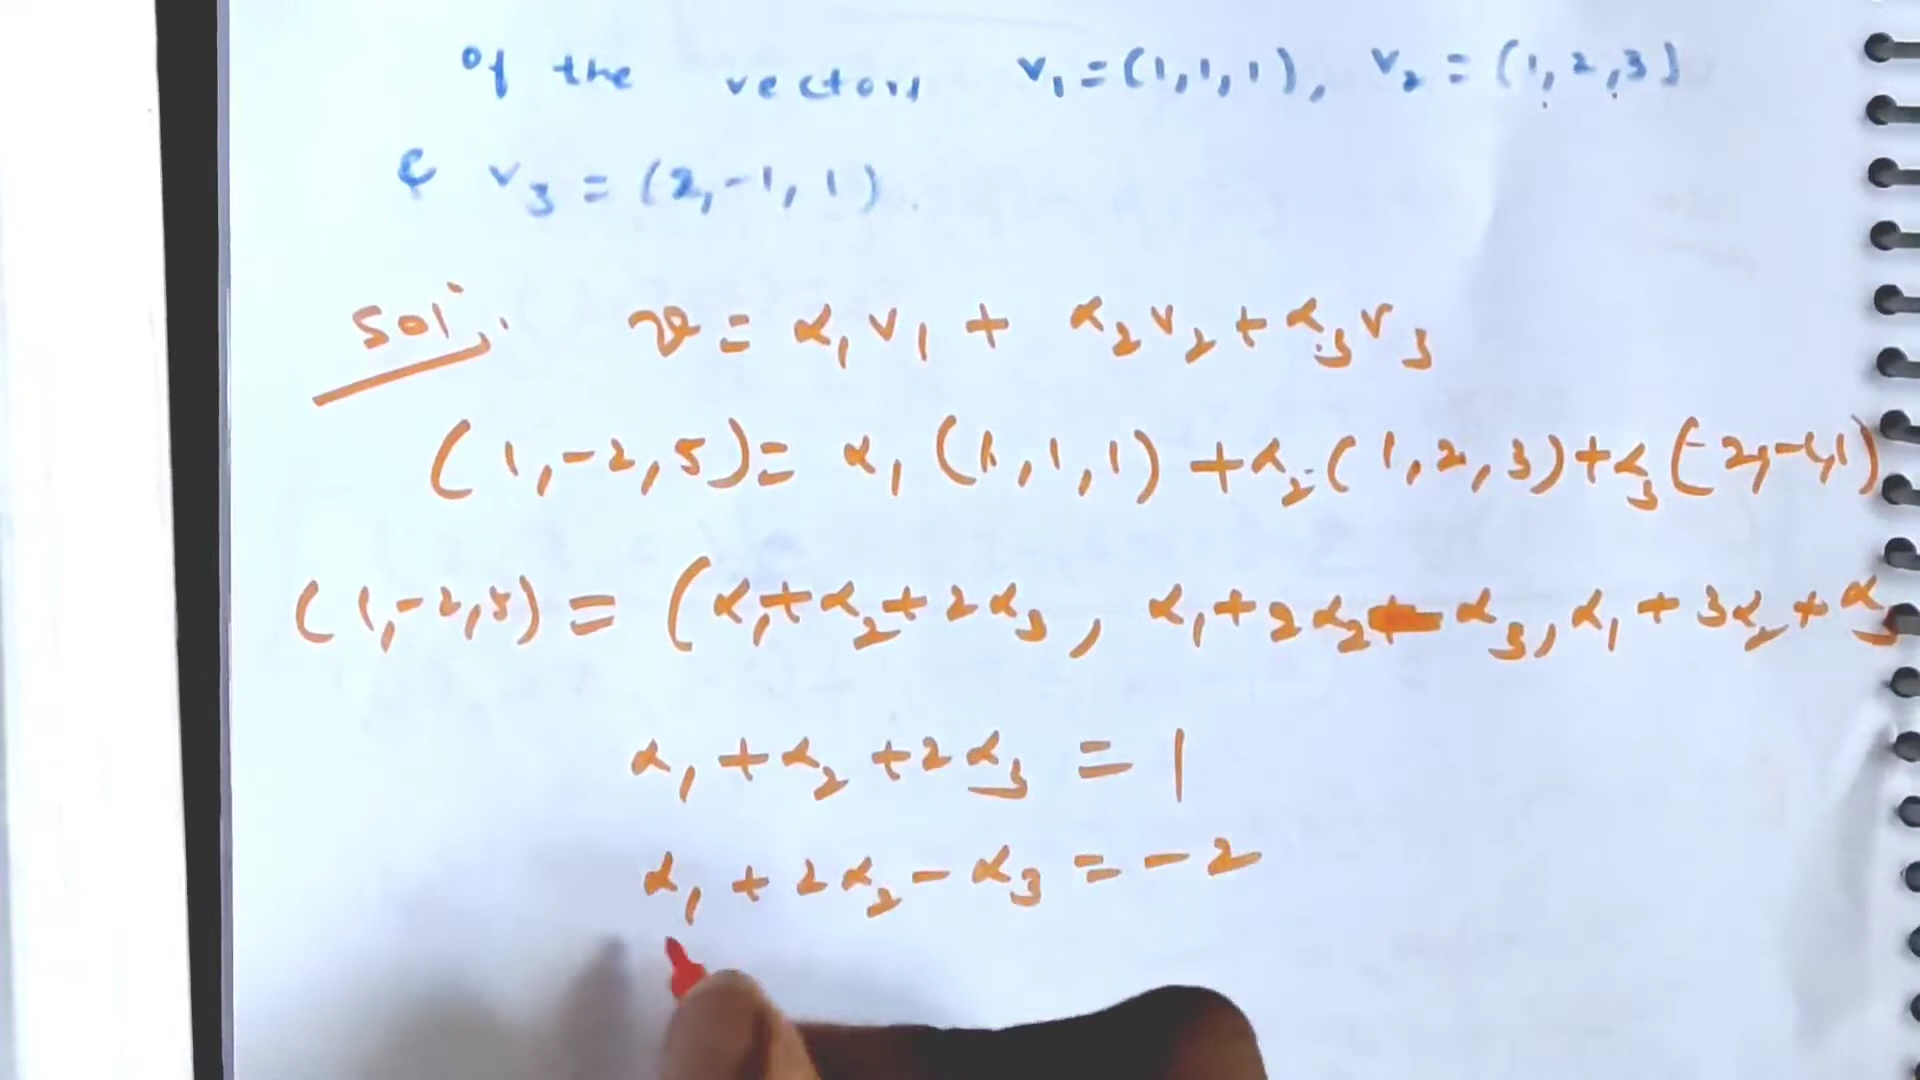 of the vectors v₁=(1,1,1), v₂ = (1,2,3)
& v₃ = (2,-1,1).
Sol:. v = α₁v₁ + α₂v₂ + α₃v₃
(1,-2,5) = α₁(1,1,1) + α₂(1,2,3) + α₃(2,-1,1)
(1,-2,5) = (α₁+α₂+2α₃, α₁+2α₂-α₃, α₁+3α₂+α₃
α₁ + α₂ + 2α₃ = 1
α₁ + 2α₂ - α₃ = -2